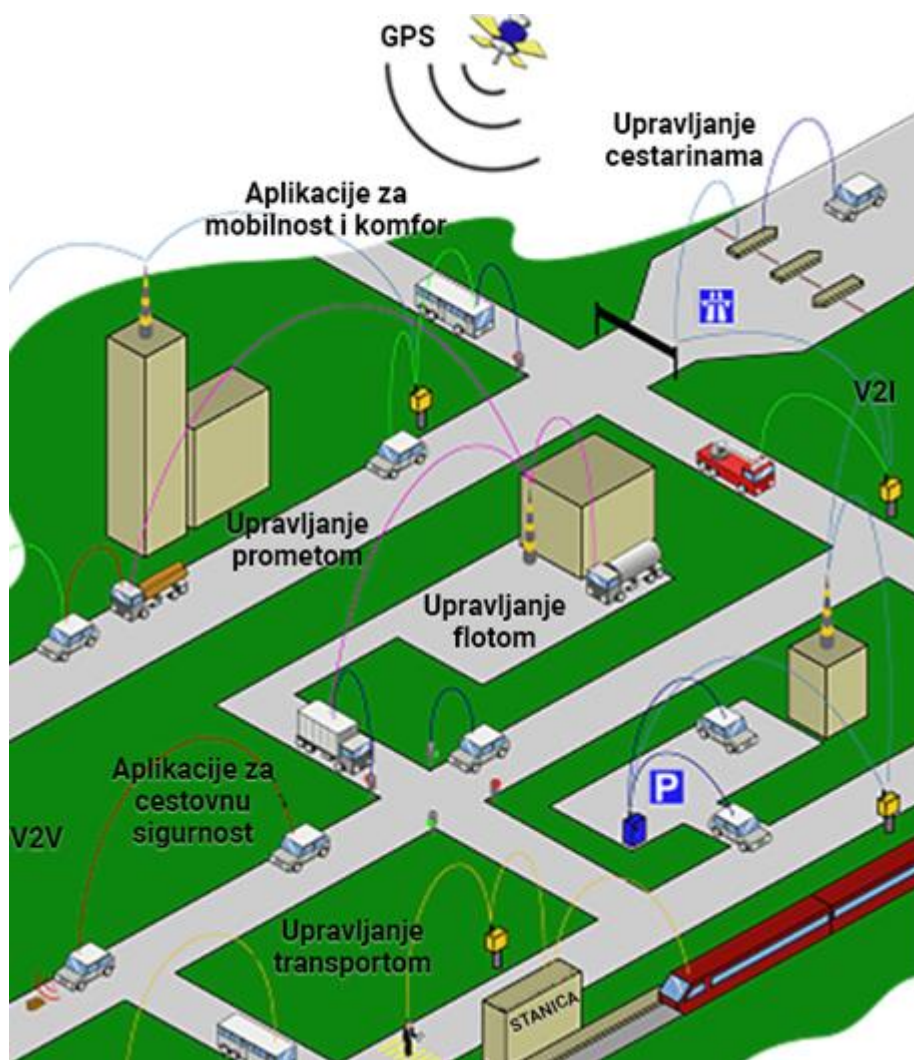 GPS
Upravljanje
cestarinama
Aplikacije za
mobilnost i komfor
V2I
Upravljanje
prometom
Upravljanje
flotom
Aplikacije za
cestovnu
sigurnost
P
V2V
Upravljanje
transportom
STANICA